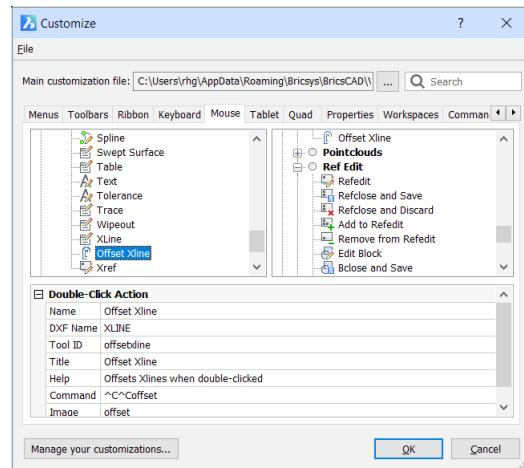 Customize
?
File
Main customization file: C:\Users\rhg\AppData\Roaming\Bricsys\BricsCAD\\ ... Search
Menus Toolbars Ribbon Keyboard Mouse Tablet Quad Properties Workspaces Comman
Spline
Swept Surface
Table
Text
Tolerance
Trace
Wipeout
XLine
Offset Xline
Xref
Offset Xline
Pointclouds
Ref Edit
Refedit
Refclose and Save
Refclose and Discard
Add to Refedit
Remove from Refedit
Edit Block
Bclose and Save
Double-Click Action
Name Offset Xline
DXF Name XLINE
Tool ID offsetxline
Title Offset Xline
Help Offsets Xlines when double-clicked
Command ^C^Coffset
Image offset
Manage your customizations... OK Cancel